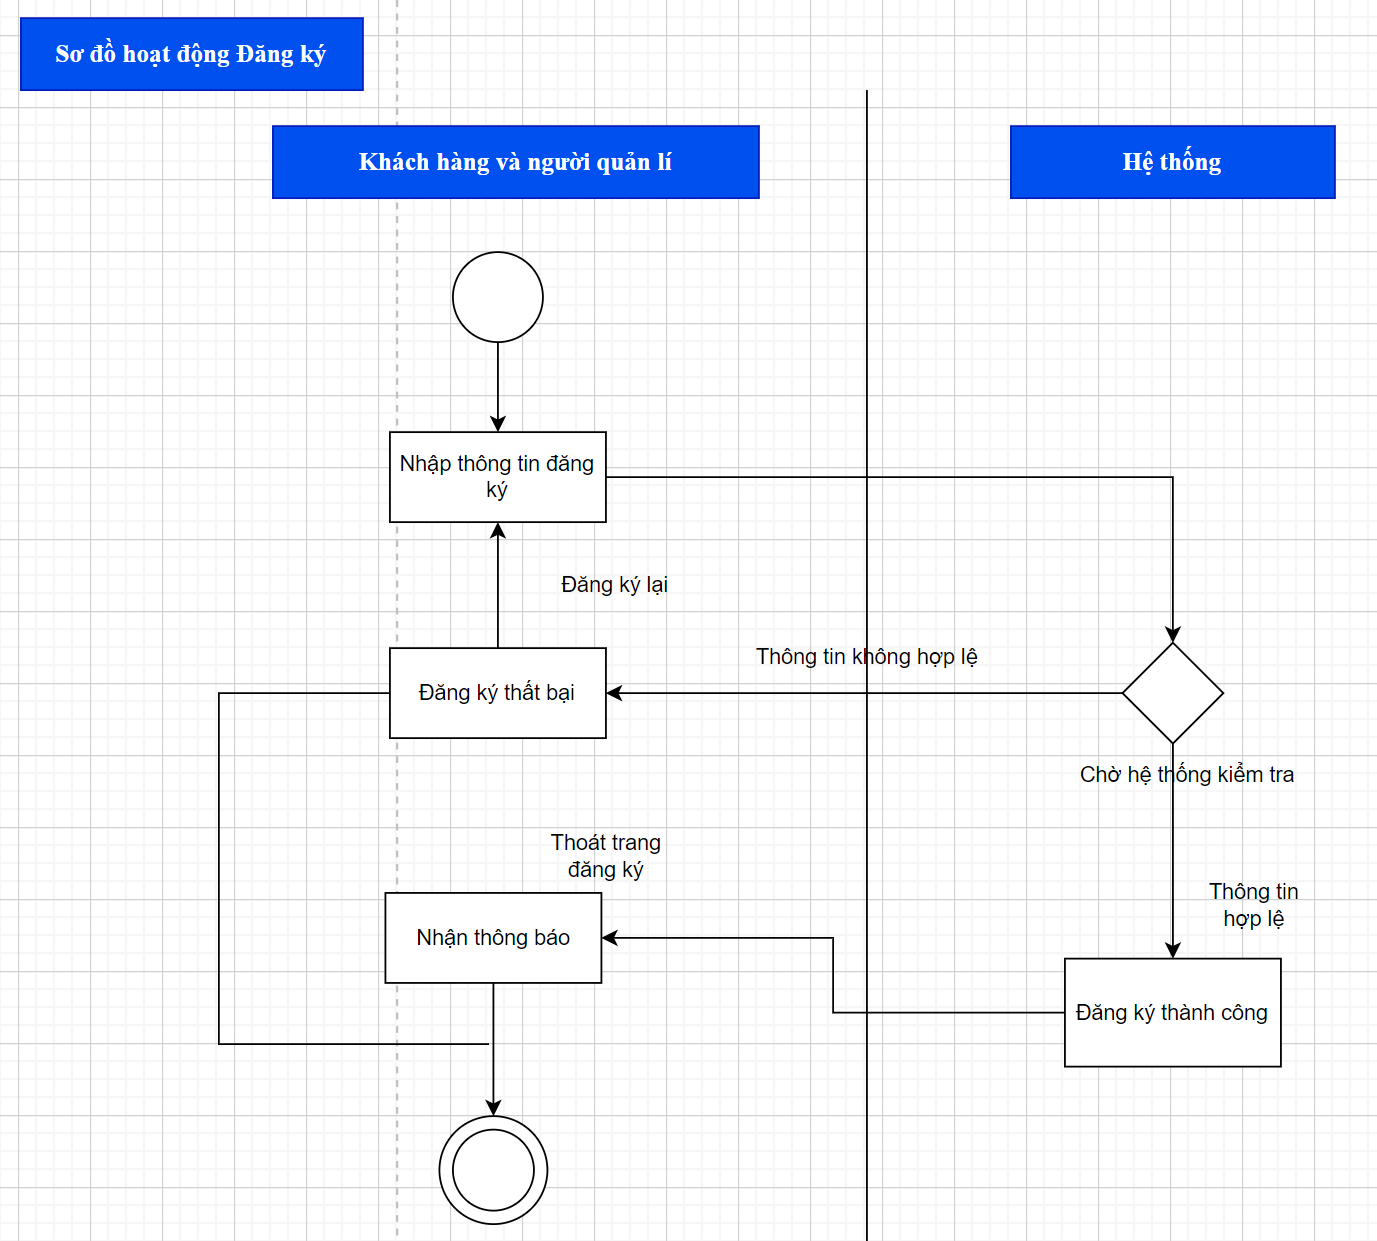 Sơ đồ hoạt động Đăng ký
Khách hàng và người quản lí
Hệ thống
Nhập thông tin đăng
ký
Đăng ký lại
Thông tin không hợp lệ
Đăng ký thất bại
Chờ hệ thống kiểm tra
Thoát trang
đăng ký
Thông tin
hợp lệ
Nhận thông báo
Đăng ký thành công